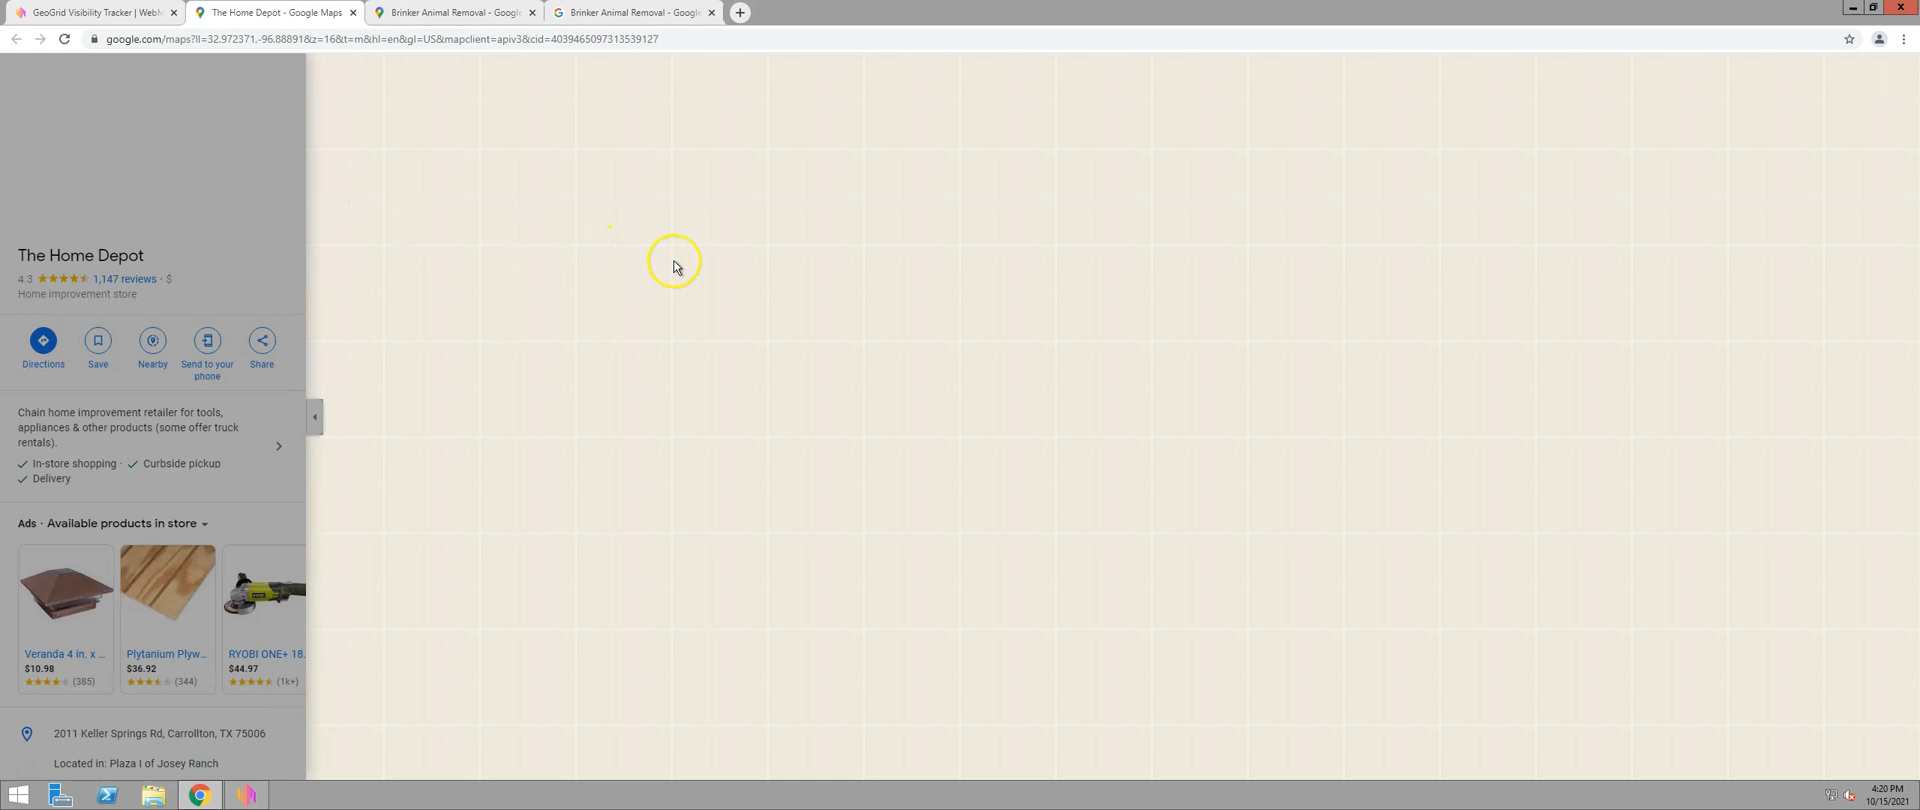 GeoGrid Visibility Tracker | WebM
The Home Depot - Google Maps
Brinker Animal Removal - Google
Brinker Animal Removal - Google
google.com/maps?ll=32.972371,-96.88891&z=16&t=m&hl=en&gl=US&mapclient=apiv3&cid=4039465097313539127
The Home Depot
4.3 1,147 reviews · $
Home improvement store
Directions
Save
Nearby
Send to your
phone
Share
Chain home improvement retailer for tools,
appliances & other products (some offer truck
rentals).
In-store shopping · Curbside pickup
Delivery
Ads · Available products in store
RYOBI
Veranda 4 in. x ...
$10.98
(385)
Plytanium Plyw...
$36.92
(344)
RYOBI ONE+ 18.
$44.97
(1k+)
2011 Keller Springs Rd, Carrollton, TX 75006
Located in: Plaza I of Josey Ranch
4:20 PM
10/15/2021